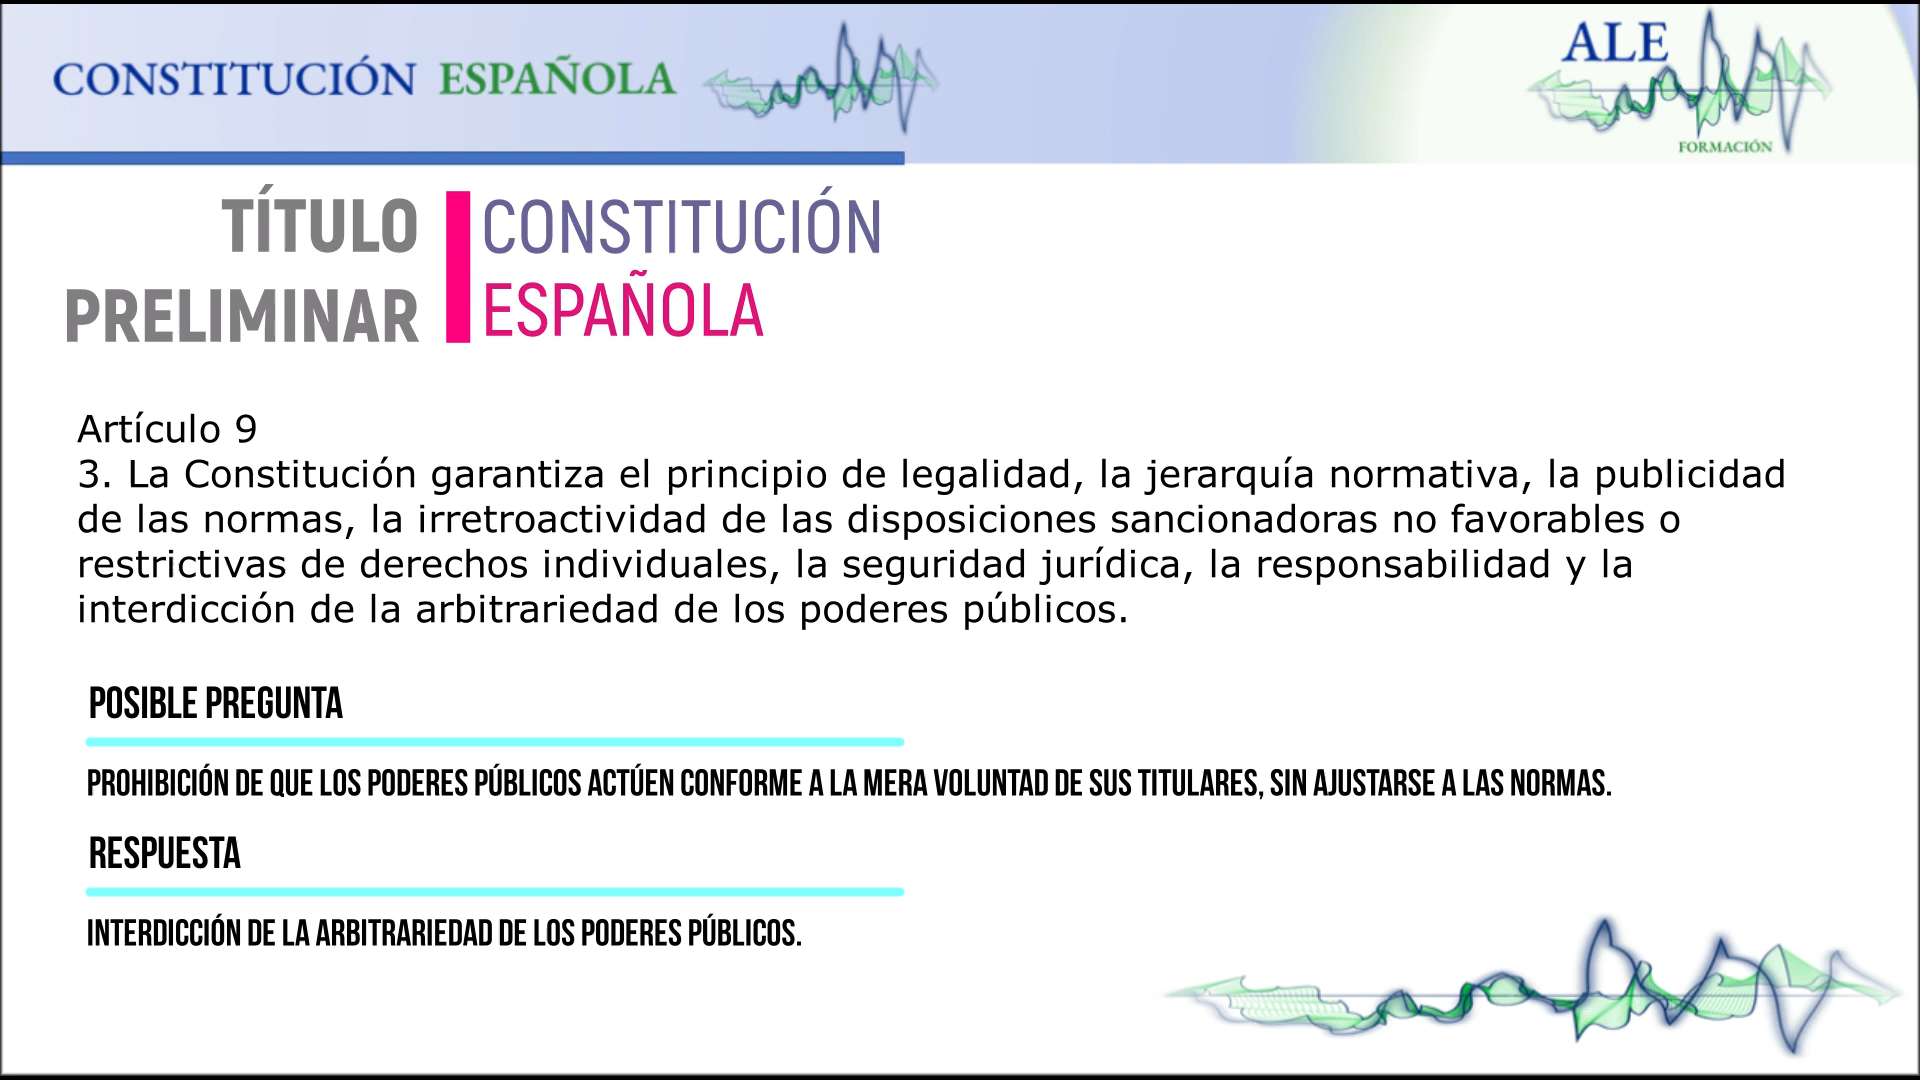 CONSTITUCIÓN ESPAÑOLA
ALE
FORMACIÓN
TÍTULO
PRELIMINAR
CONSTITUCIÓN
ESPAÑOLA
Artículo 9
3. La Constitución garantiza el principio de legalidad, la jerarquía normativa, la publicidad
de las normas, la irretroactividad de las disposiciones sancionadoras no favorables o
restrictivas de derechos individuales, la seguridad jurídica, la responsabilidad y la
interdicción de la arbitrariedad de los poderes públicos.
POSIBLE PREGUNTA
PROHIBICIÓN DE QUE LOS PODERES PÚBLICOS ACTÚEN CONFORME A LA MERA VOLUNTAD DE SUS TITULARES, SIN AJUSTARSE A LAS NORMAS.
RESPUESTA
INTERDICCIÓN DE LA ARBITRARIEDAD DE LOS PODERES PÚBLICOS.